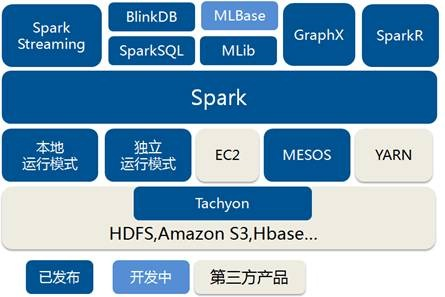 Spark
Streaming
BlinkDB
MLBase
SparkSQL
MLib
GraphX
SparkR
Spark
本地
运行模式
独立
运行模式
EC2
MESOS
YARN
Tachyon
HDFS,Amazon S3,Hbase...
已发布
开发中
第三方产品